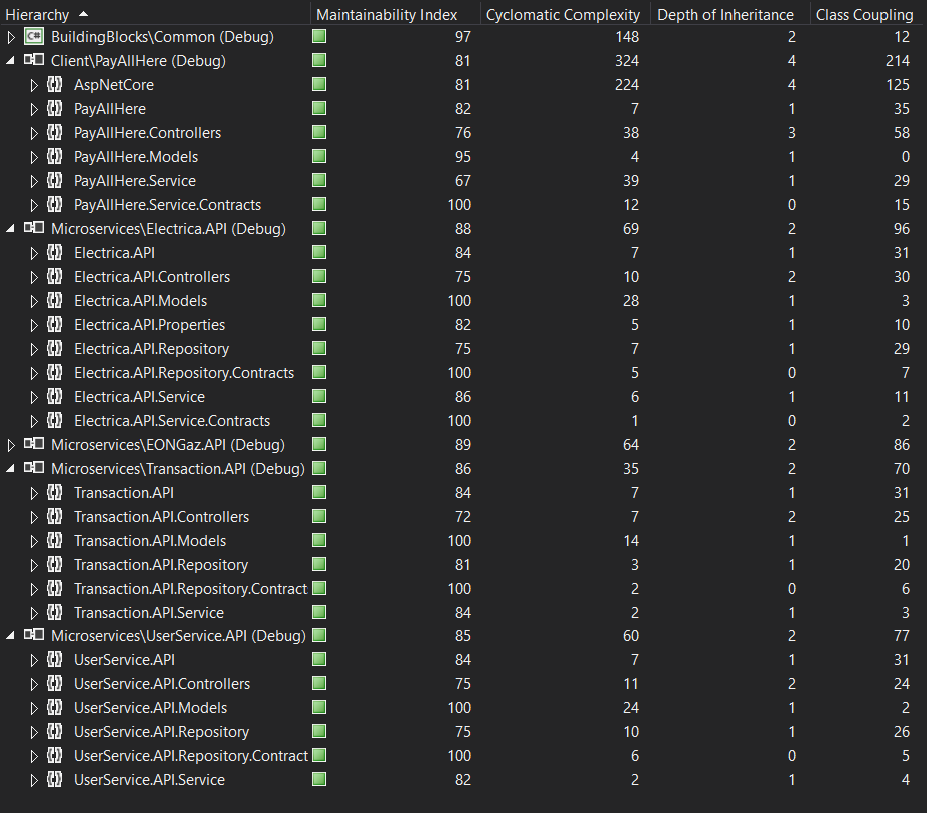 Hierarchy Maintainability Index Cyclomatic Complexity Depth of Inheritance Class Coupling
C# BuildingBlocks\Common (Debug) 97 148 2 12
Client\PayAllHere (Debug) 81 324 4 214
AspNetCore 81 224 4 125
PayAllHere 82 7 1 35
PayAllHere.Controllers 76 38 3 58
PayAllHere.Models 95 4 1 0
PayAllHere.Service 67 39 1 29
PayAllHere.Service.Contracts 100 12 0 15
Microservices\Electrica.API (Debug) 88 69 2 96
Electrica.API 84 7 1 31
Electrica.API.Controllers 75 10 2 30
Electrica.API.Models 100 28 1 3
Electrica.API.Properties 82 5 1 10
Electrica.API.Repository 75 7 1 29
Electrica.API.Repository.Contracts 100 5 0 7
Electrica.API.Service 86 6 1 11
Electrica.API.Service.Contracts 100 1 0 2
Microservices\EONGaz.API (Debug) 89 64 2 86
Microservices\Transaction.API (Debug) 86 35 2 70
Transaction.API 84 7 1 31
Transaction.API.Controllers 72 7 2 25
Transaction.API.Models 100 14 1 1
Transaction.API.Repository 81 3 1 20
Transaction.API.Repository.Contract 100 2 0 6
Transaction.API.Service 84 2 1 3
Microservices\UserService.API (Debug) 85 60 2 77
UserService.API 84 7 1 31
UserService.API.Controllers 75 11 2 24
UserService.API.Models 100 24 1 2
UserService.API.Repository 75 10 1 26
UserService.API.Repository.Contract 100 6 0 5
UserService.API.Service 82 2 1 4